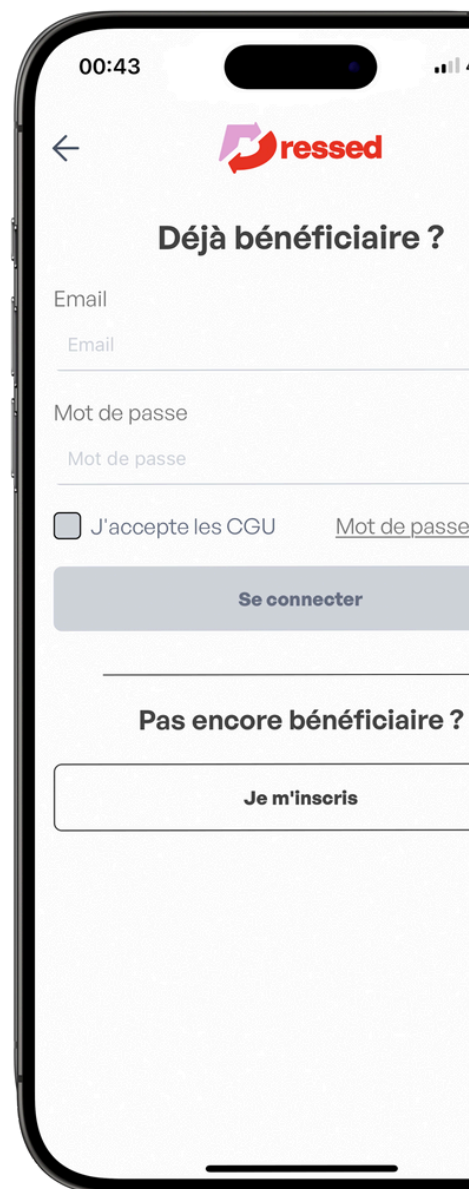 00:43
ressed
Déjà bénéficiaire ?
Email
Email
Mot de passe
Mot de passe
J'accepte les CGU Mot de passe
Se connecter
Pas encore bénéficiaire ?
Je m'inscris